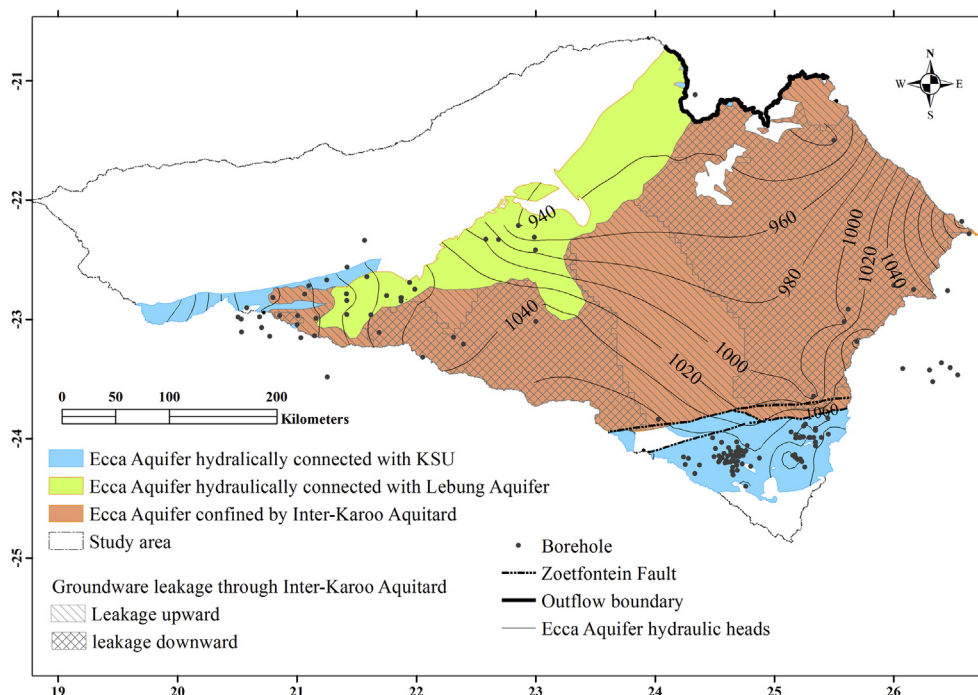 -21
-22
-23
-24
-25
N
W E
S
940
960
980
1000
1020
1040
1040
1000
1020
1060
0 50 100 200
Kilometers
Ecca Aquifer hydralically connected with KSU
Ecca Aquifer hydraulically connected with Lebung Aquifer
Ecca Aquifer confined by Inter-Karoo Aquitard
Study area
Groundware leakage through Inter-Karoo Aquitard
Leakage upward
leakage downward
Borehole
Zoetfontein Fault
Outflow boundary
Ecca Aquifer hydraulic heads
19 20 21 22 23 24 25 26